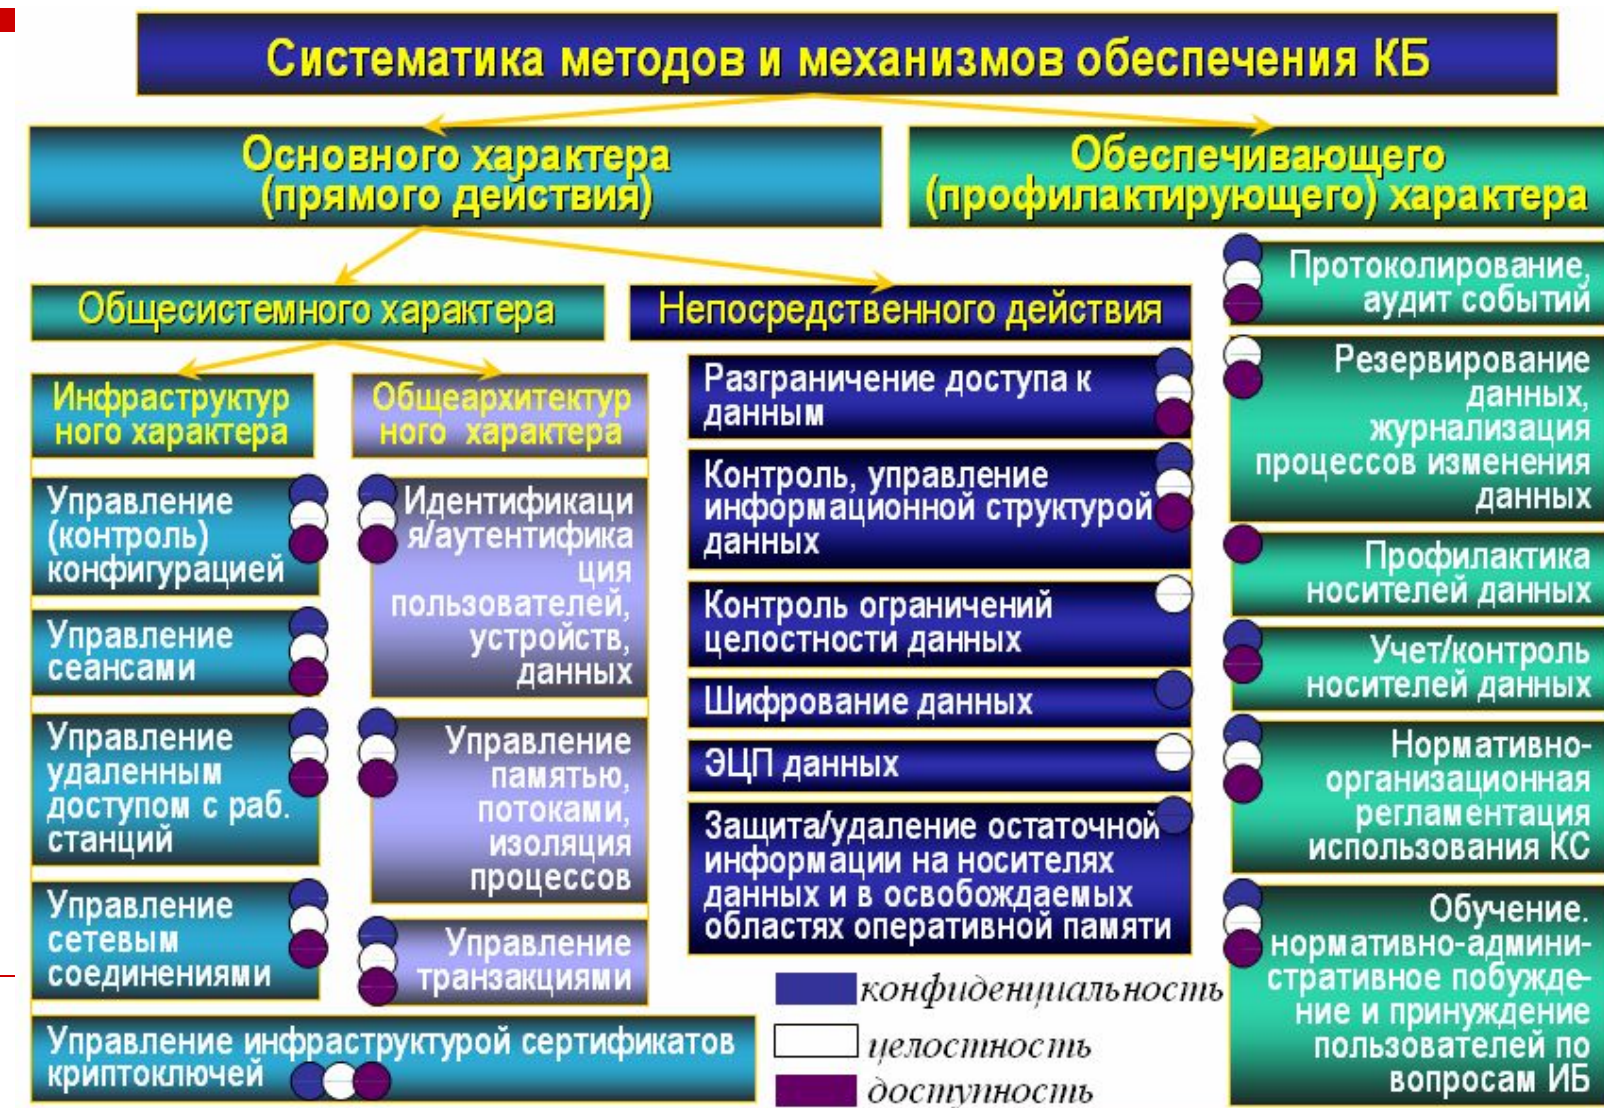 Систематика методов и механизмов обеспечения КБ
Основного характера
(прямого действия)
Обеспечивающего
(профилактирующего) характера
Общесистемного характера
Непосредственного действия
Инфраструктур
ного характера
Общеархитектур
ного характера
Управление
(контроль)
конфигурацией
Управление
сеансами
Управление
удаленным
доступом с раб.
станций
Управление
сетевым
соединениями
Управление инфраструктурой сертификатов
криптоключей
Идентификаци
я/аутентифика
ция
пользователей,
устройств,
данных
Управление
памятью,
потоками,
изоляция
процессов
Управление
транзакциями
Разграничение доступа к
данным
Контроль, управление
информационной структурой
данных
Контроль ограничений
целостности данных
Шифрование данных
ЭЦП данных
Защита/удаление остаточной
информации на носителях
данных и в освобождаемых
областях оперативной памяти
конфиденциальность
целостность
доступность
Протоколирование,
аудит событий
Резервирование
данных,
журнализация
процессов изменения
данных
Профилактика
носителей данных
Учет/контроль
носителей данных
Нормативно-
организационная
регламентация
использования КС
Обучение.
нормативно-админи-
стративное побужде-
ние и принуждение
пользователей по
вопросам ИБ